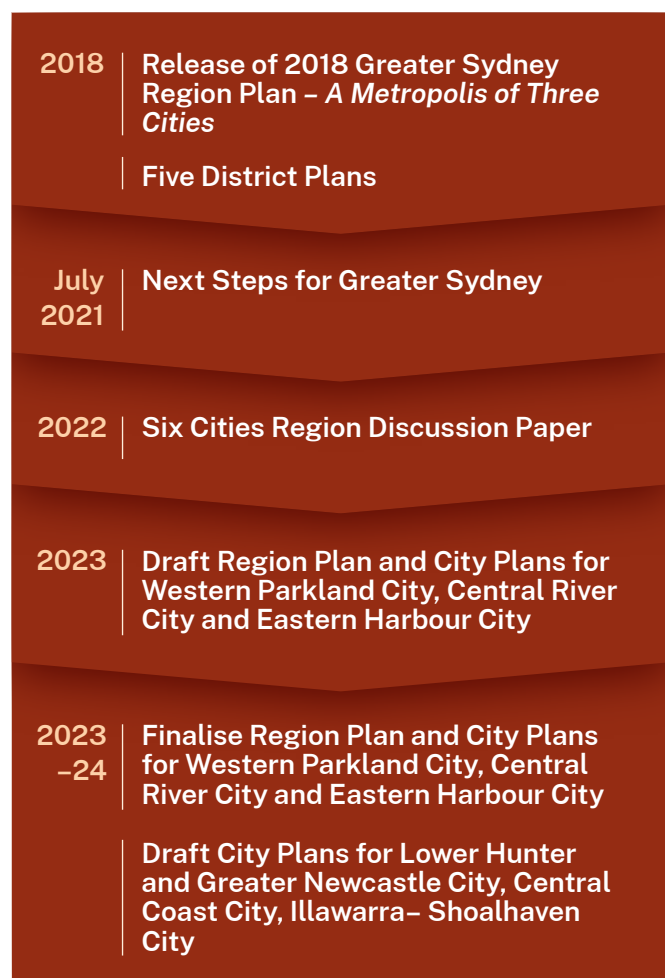 2018
Release of 2018 Greater Sydney
Region Plan – A Metropolis of Three
Cities
Five District Plans
July
2021
Next Steps for Greater Sydney
2022
Six Cities Region Discussion Paper
2023
Draft Region Plan and City Plans for
Western Parkland City, Central River
City and Eastern Harbour City
2023
–24
Finalise Region Plan and City Plans
for Western Parkland City, Central
River City and Eastern Harbour City
Draft City Plans for Lower Hunter
and Greater Newcastle City, Central
Coast City, Illawarra– Shoalhaven
City